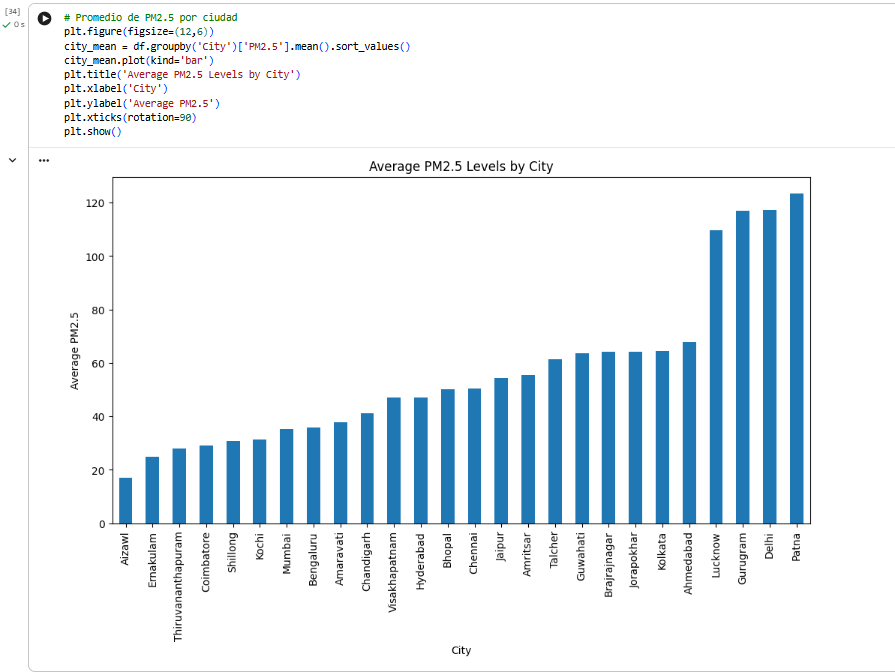 [34]
0 s
# Promedio de PM2.5 por ciudad
plt.figure(figsize=(12,6))
city_mean = df.groupby('City')['PM2.5'].mean().sort_values()
city_mean.plot(kind='bar')
plt.title('Average PM2.5 Levels by City')
plt.xlabel('City')
plt.ylabel('Average PM2.5')
plt.xticks(rotation=90)
plt.show()
Average PM2.5 Levels by City
Average PM2.5
120
100
80
60
40
20
0
Aizawl
Ernakulam
Thiruvananthapuram
Coimbatore
Shillong
Kochi
Mumbai
Bengaluru
Amaravati
Chandigarh
Visakhapatnam
Hyderabad
Bhopal
Chennai
Jaipur
Amritsar
Talcher
Guwahati
Brajrajnagar
Jorapokhar
Kolkata
Ahmedabad
Lucknow
Gurugram
Delhi
Patna
City